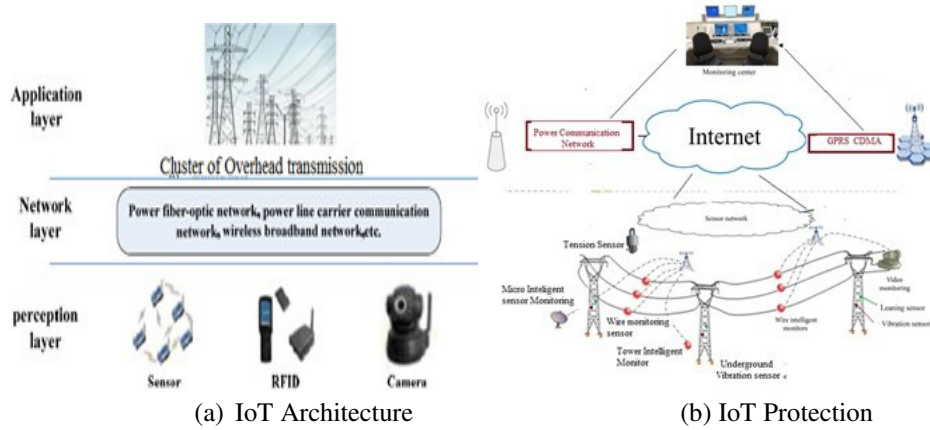 Application
layer
Cluster of Overhead transmission
Network
layer
Power fiber-optic network, power line carrier communication
network, wireless broadband network,etc.
perception
layer
Sensor
RFID
Camera
(a) IoT Architecture
Monitoring center
Power Communication
Network
Internet
GPRS CDMA
Sensor network
Tension Sensor
Video
monitoring
Micro Inteligent
sensor Monitoring
Leaning sensor
Vibration sensor
Wire monitoring
sensor
Wire intelligent
monitors
Tower Intelligent
Monitor
Underground
Vibration sensor
(b) IoT Protection